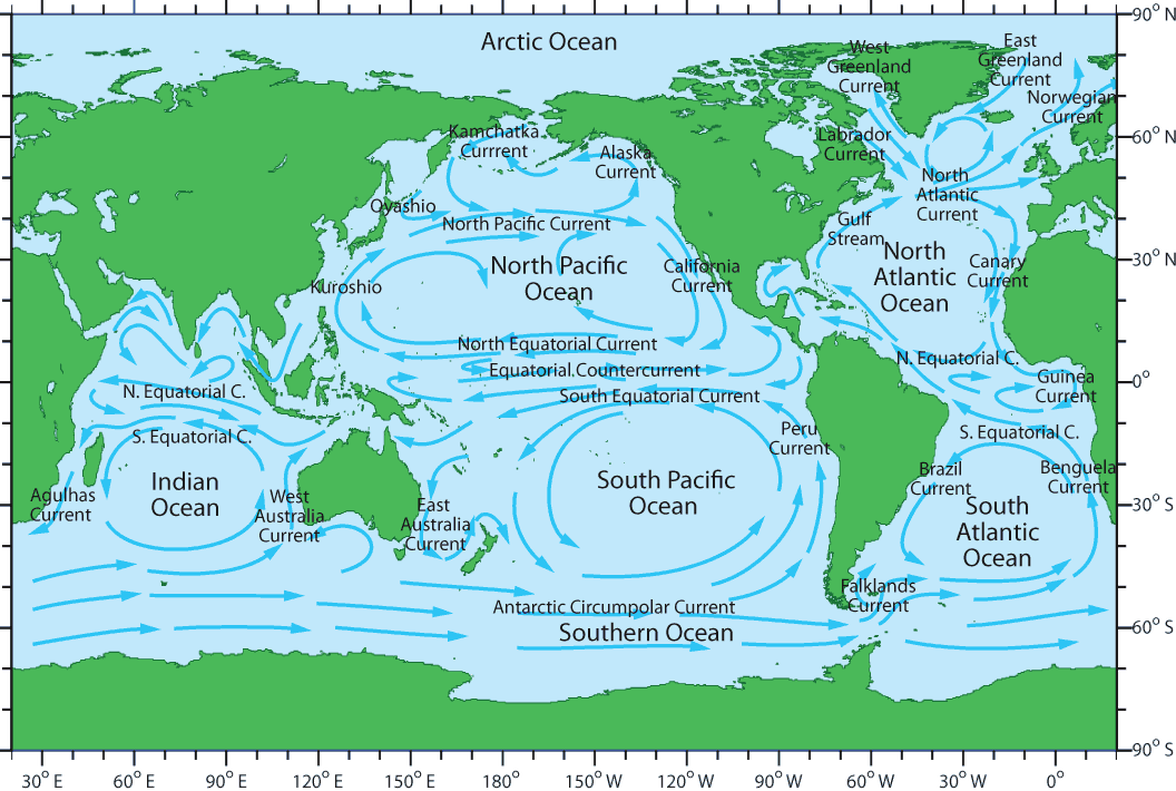 Arctic Ocean
West
Greenland
Current
East
Greenland
Current
Norwegian
Current
Kamchatka
Currrent
Alaska
Current
Labrador
Current
Oyashio
North Pacific Current
North
Atlantic
Current
Gulf
Stream
North
Atlantic
Ocean
Canary
Current
Kuroshio
North Pacific
Ocean
California
Current
North Equatorial Current
Equatorial Countercurrent
South Equatorial Current
N. Equatorial C.
N. Equatorial C.
Guinea
Current
S. Equatorial C.
S. Equatorial C.
Peru
Current
Brazil
Current
Benguela
Current
Agulhas
Current
Indian
Ocean
West
Australia
Current
East
Australia
Current
South Pacific
Ocean
South
Atlantic
Ocean
Falklands
Current
Antarctic Circumpolar Current
Southern Ocean
90° N
60° N
30° N
0°
30° S
60° S
90° S
30° E
60° E
90° E
120° E
150° E
180°
150° W
120° W
90° W
60° W
30° W
0°